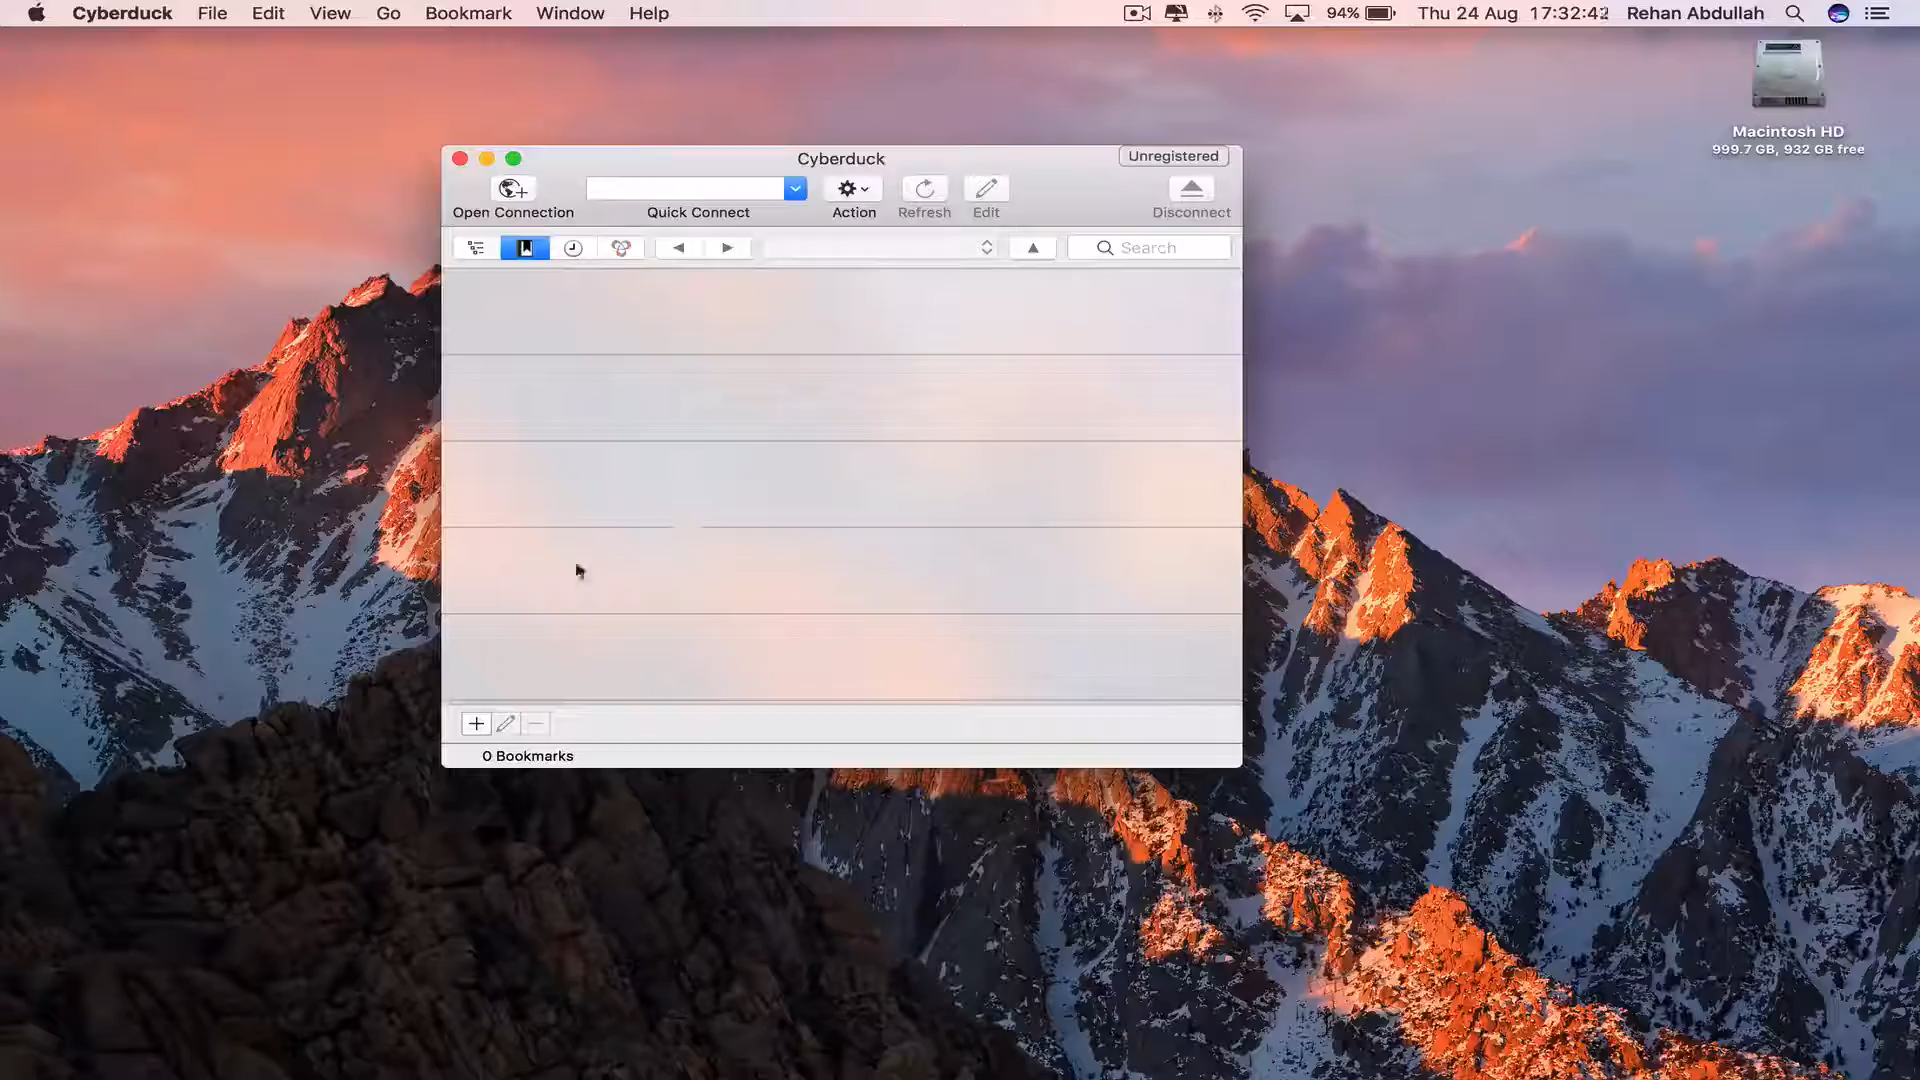 Cyberduck File Edit View Go Bookmark Window Help 94% Thu 24 Aug 17:32:42 Rehan Abdullah
Macintosh HD
999.7 GB, 932 GB free
Cyberduck Unregistered
Open Connection Quick Connect Action Refresh Edit Disconnect
Search
0 Bookmarks